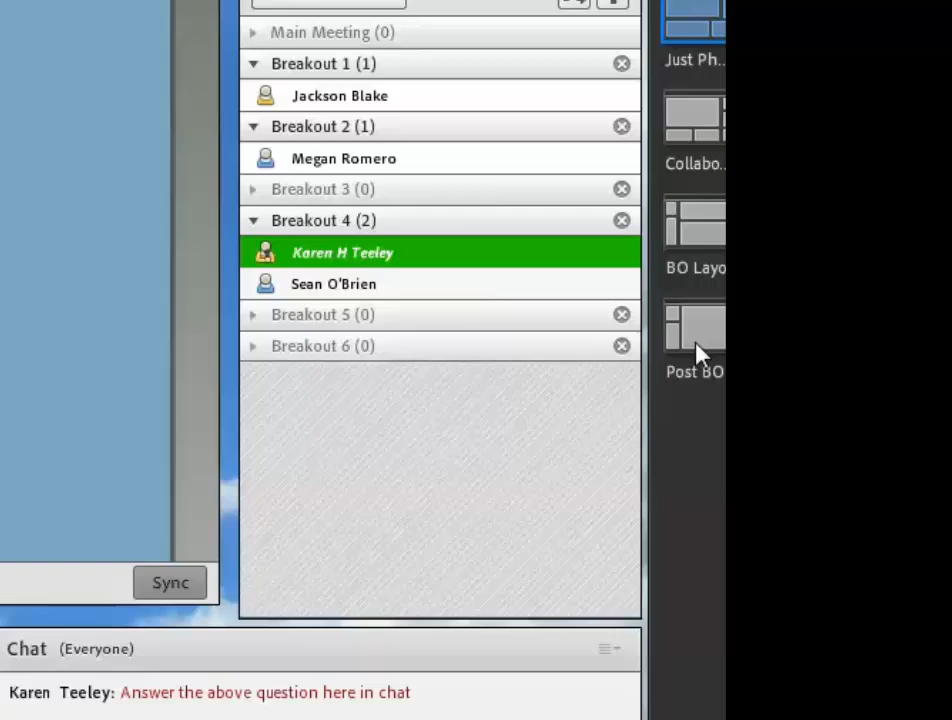 Main Meeting (0)
Breakout 1 (1)
Jackson Blake
Breakout 2 (1)
Megan Romero
Breakout 3 (0)
Breakout 4 (2)
Karen H Teeley
Sean O'Brien
Breakout 5 (0)
Breakout 6 (0)
Just Ph..
Collabo..
BO Layo
Post BO
Sync
Chat (Everyone)
Karen Teeley: Answer the above question here in chat